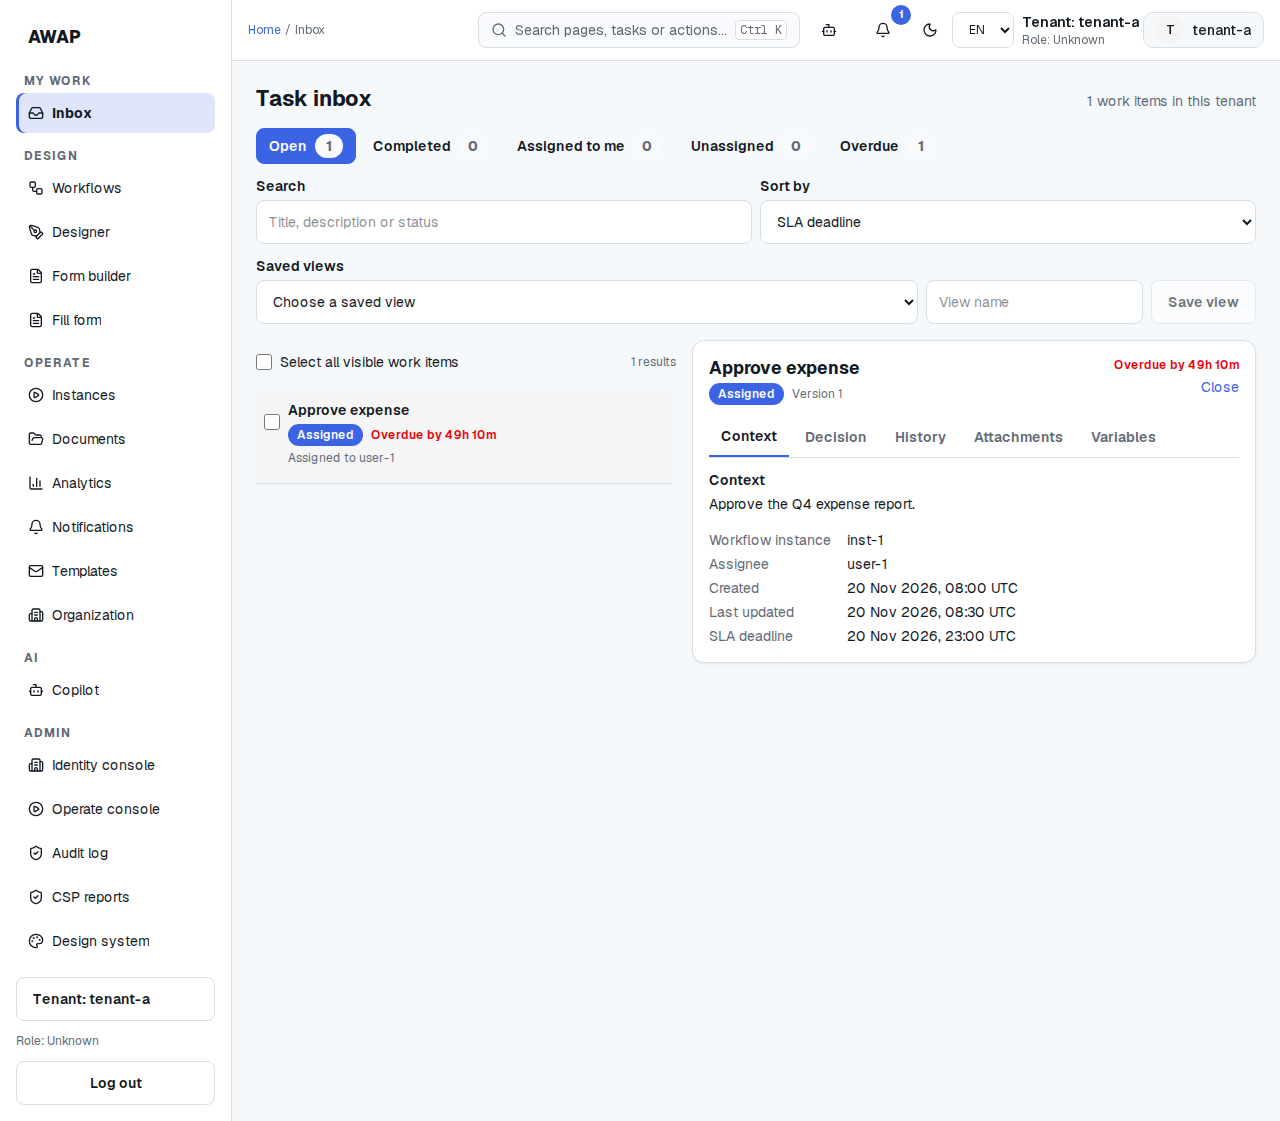 AWAP
MY WORK
Inbox
DESIGN
Workflows
Designer
Form builder
Fill form
OPERATE
Instances
Documents
Analytics
Notifications
Templates
Organization
AI
Copilot
ADMIN
Identity console
Operate console
Audit log
CSP reports
Design system
Tenant: tenant-a
Role: Unknown
Log out
Home / Inbox
Search pages, tasks or actions... Ctrl K
1
EN
Tenant: tenant-a
Role: Unknown
T tenant-a
Task inbox
1 work items in this tenant
Open 1 Completed 0 Assigned to me 0 Unassigned 0 Overdue 1
Search
Title, description or status
Sort by
SLA deadline
Saved views
Choose a saved view
View name
Save view
Select all visible work items
1 results
Approve expense
Assigned Overdue by 49h 10m
Assigned to user-1
Approve expense
Overdue by 49h 10m
Assigned Version 1
Close
Context Decision History Attachments Variables
Context
Approve the Q4 expense report.
Workflow instance inst-1
Assignee user-1
Created 20 Nov 2026, 08:00 UTC
Last updated 20 Nov 2026, 08:30 UTC
SLA deadline 20 Nov 2026, 23:00 UTC